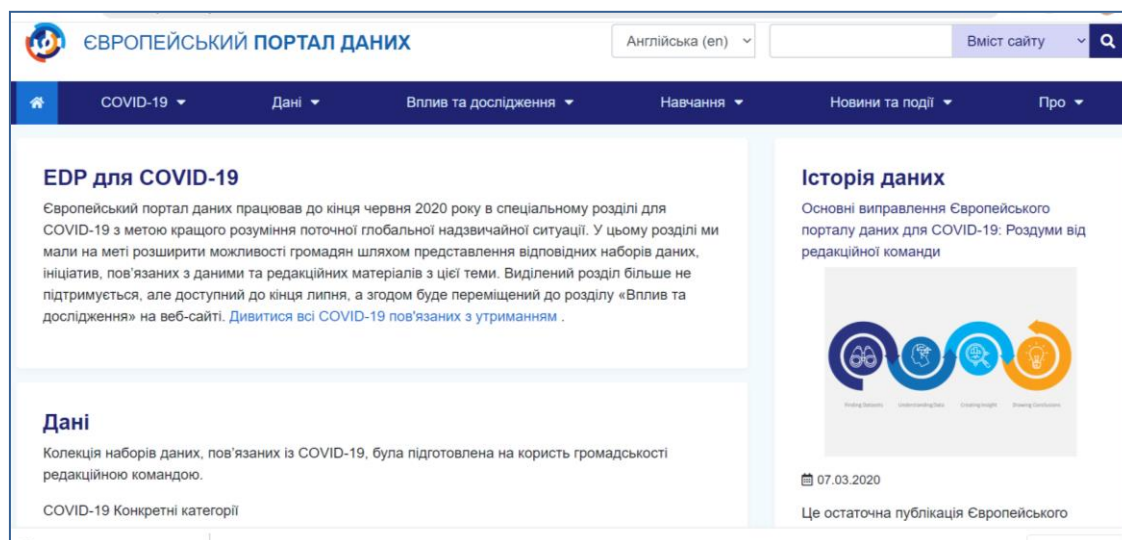 ЄВРОПЕЙСЬКИЙ ПОРТАЛ ДАНИХ
Англійська (en)
Вміст сайту
COVID-19
Дані
Вплив та дослідження
Навчання
Новини та події
Про
EDP для COVID-19
Європейський портал даних працював до кінця червня 2020 року в спеціальному розділі для
COVID-19 з метою кращого розуміння поточної глобальної надзвичайної ситуації. У цьому розділі ми
мали на меті розширити можливості громадян шляхом представлення відповідних наборів даних,
ініціатив, пов'язаних з даними та редакційних матеріалів з цієї теми. Виділений розділ більше не
підтримується, але доступний до кінця липня, а згодом буде переміщений до розділу «Вплив та
дослідження» на веб-сайті. Дивитися всі COVID-19 пов'язаних з утриманням .
Дані
Колекція наборів даних, пов'язаних із COVID-19, була підготовлена на користь громадськості
редакційною командою.
COVID-19 Конкретні категорії
Історія даних
Основні виправлення Європейського
порталу даних для COVID-19: Роздуми від
редакційної команди
Finding Datasets
Understanding Data
Creating Insight
Drawing Conclusions
07.03.2020
Це остаточна публікація Європейського